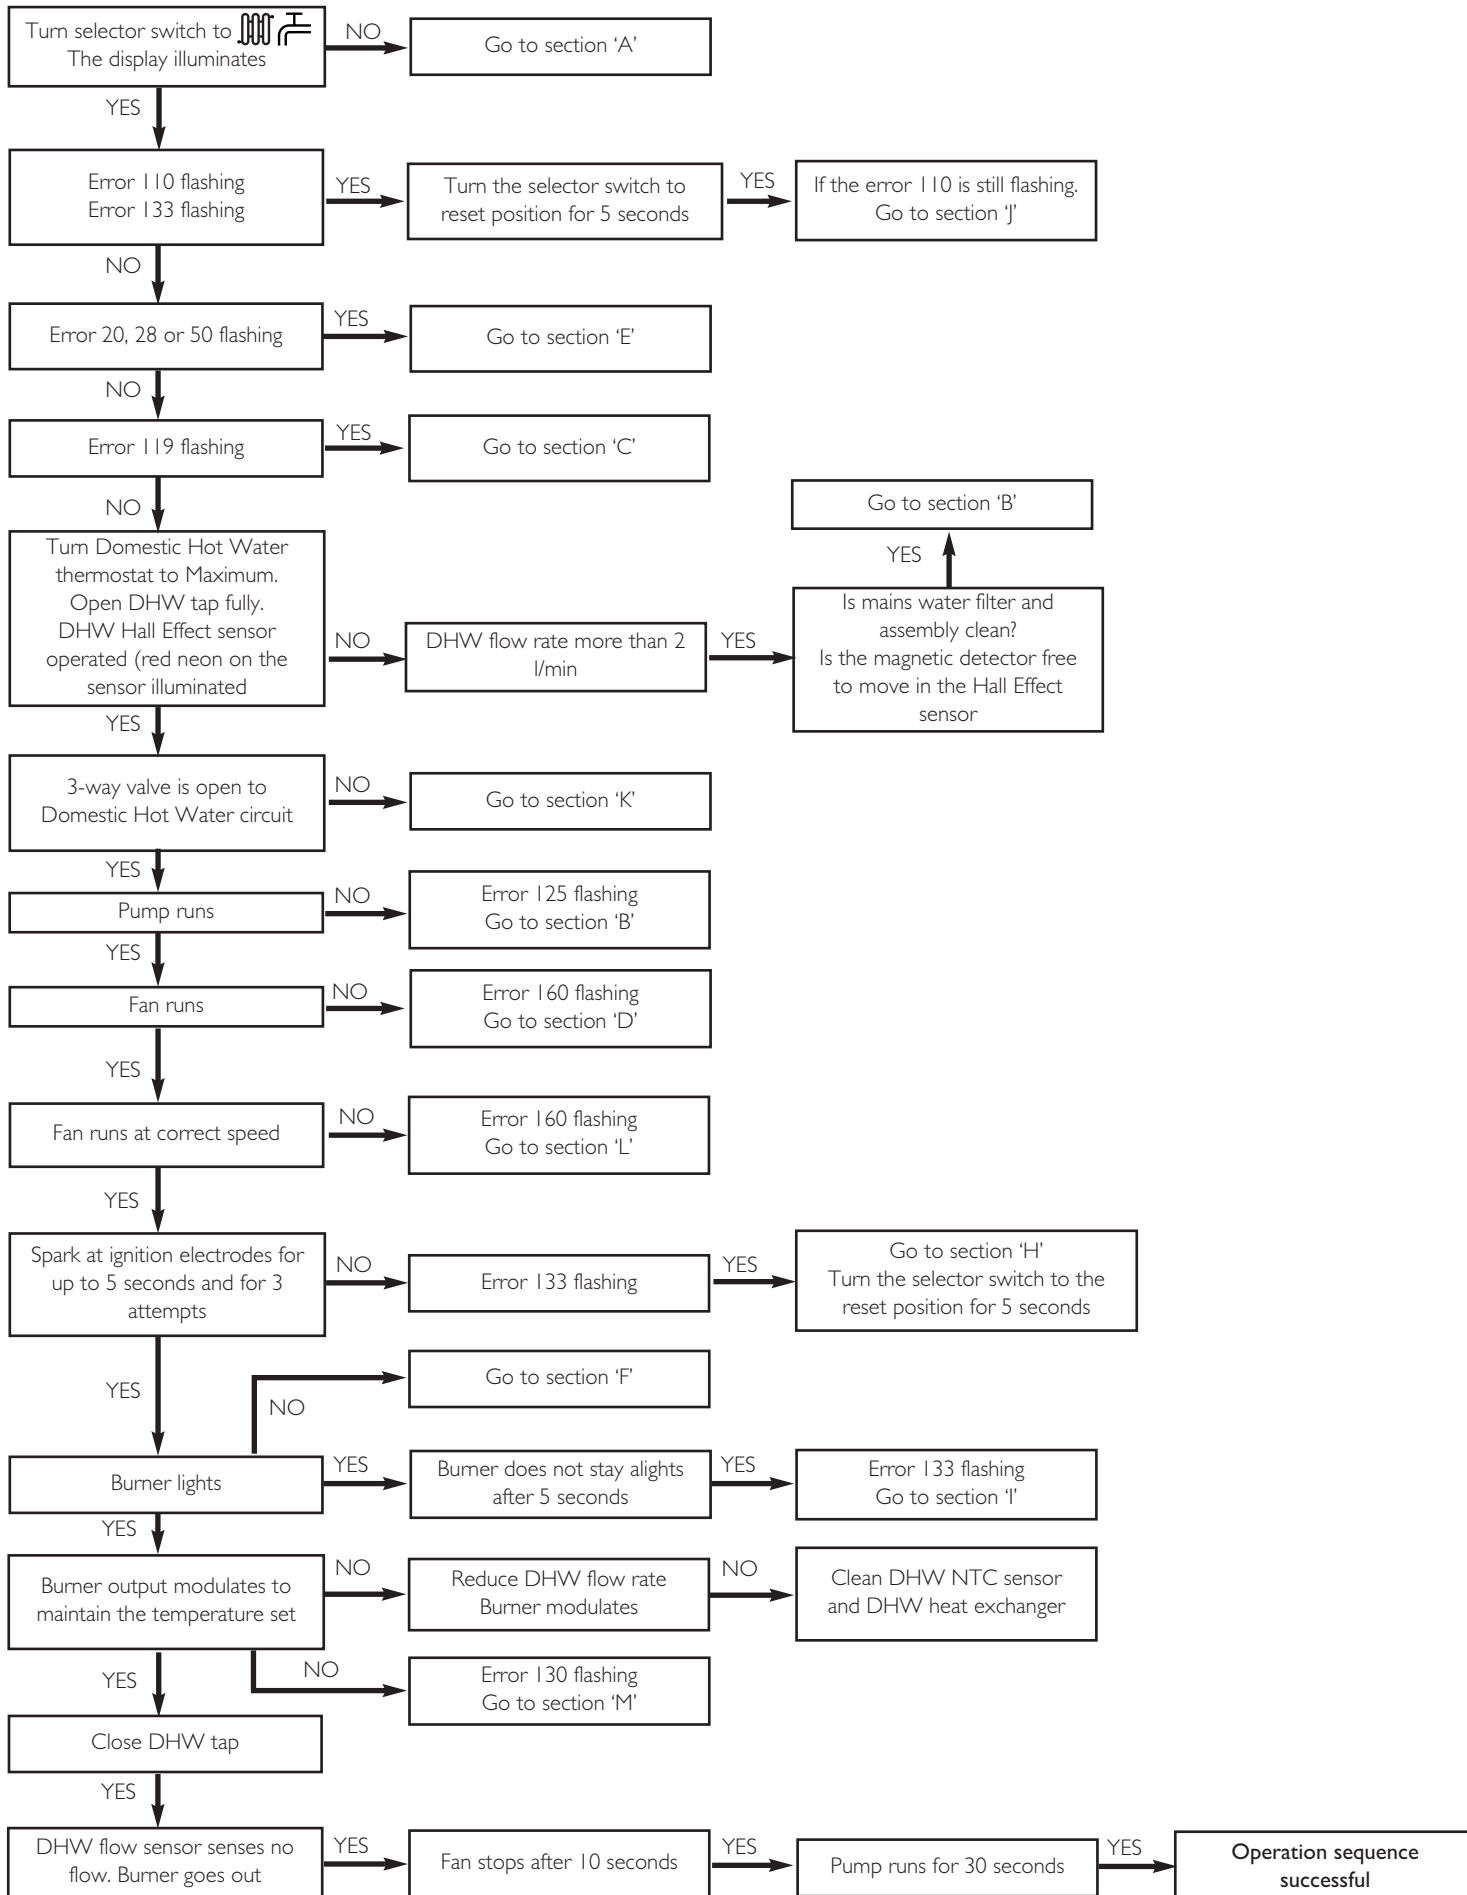 Turn selector switch to
The display illuminates
NO
Go to section ‘A’
YES
Error 110 flashing
Error 133 flashing
YES
Turn the selector switch to
reset position for 5 seconds
YES
If the error 110 is still flashing.
Go to section ‘J’
NO
Error 20, 28 or 50 flashing
YES
Go to section ‘E’
NO
Error 119 flashing
YES
Go to section ‘C’
NO
Turn Domestic Hot Water
thermostat to Maximum.
Open DHW tap fully.
DHW Hall Effect sensor
operated (red neon on the
sensor illuminated
NO
DHW flow rate more than 2
l/min
YES
Is mains water filter and
assembly clean?
Is the magnetic detector free
to move in the Hall Effect
sensor
YES
Go to section ‘B’
YES
3-way valve is open to
Domestic Hot Water circuit
NO
Go to section ‘K’
YES
Pump runs
NO
Error 125 flashing
Go to section ‘B’
YES
Fan runs
NO
Error 160 flashing
Go to section ‘D’
YES
Fan runs at correct speed
NO
Error 160 flashing
Go to section ‘L’
YES
Spark at ignition electrodes for
up to 5 seconds and for 3
attempts
NO
Error 133 flashing
YES
Go to section ‘H’
Turn the selector switch to the
reset position for 5 seconds
YES
NO
Go to section ‘F’
Burner lights
YES
Burner does not stay alights
after 5 seconds
YES
Error 133 flashing
Go to section ‘I’
YES
Burner output modulates to
maintain the temperature set
NO
Reduce DHW flow rate
Burner modulates
NO
Clean DHW NTC sensor
and DHW heat exchanger
NO
Error 130 flashing
Go to section ‘M’
YES
Close DHW tap
YES
DHW flow sensor senses no
flow. Burner goes out
YES
Fan stops after 10 seconds
YES
Pump runs for 30 seconds
YES
Operation sequence
successful